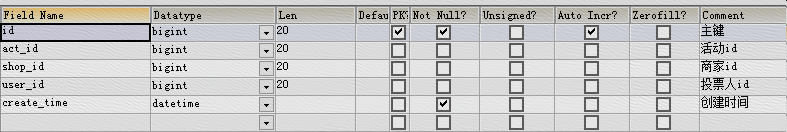 Field Name Datatype Len Defau PK? Not Null? Unsigned? Auto Incr? Zerofill? Comment
id bigint 20 主键
act_id bigint 20 活动id
shop_id bigint 20 商家id
user_id bigint 20 投票人id
create_time datetime 创建时间